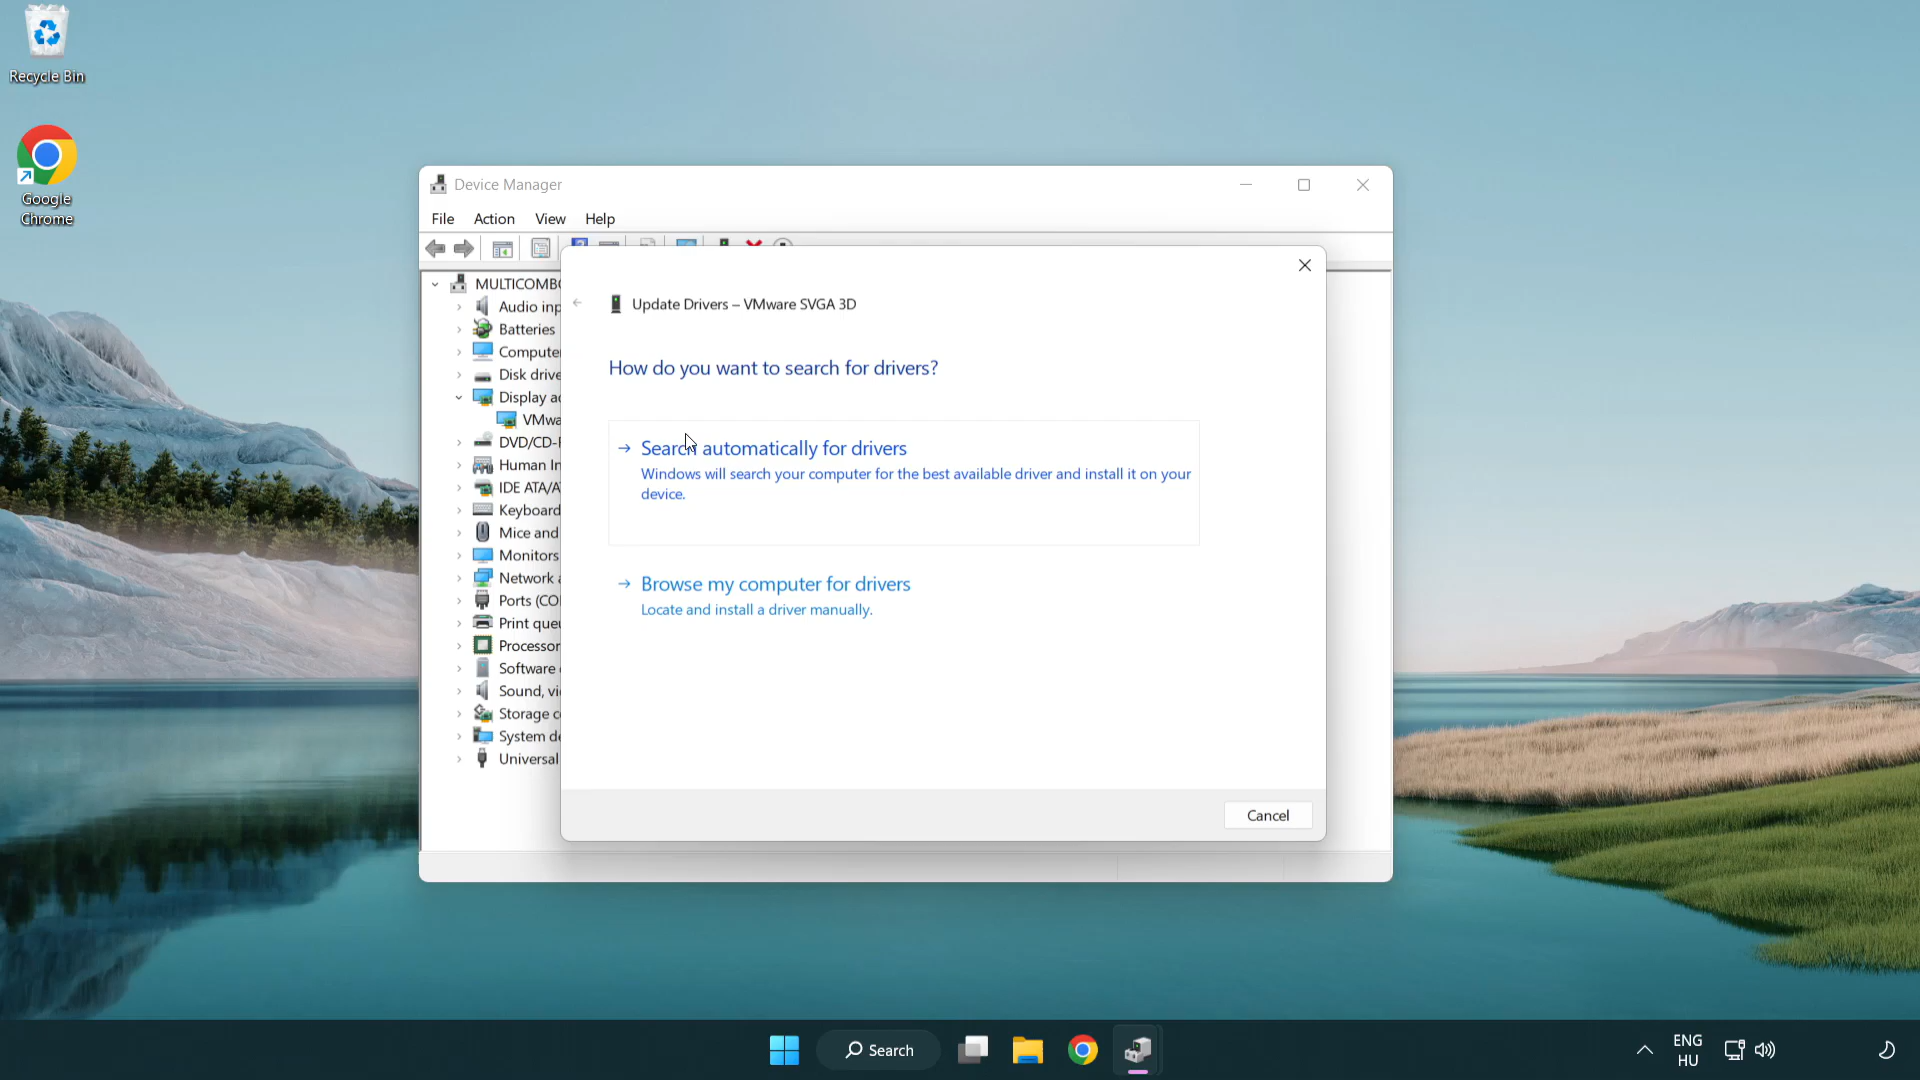 Recycle Bin
Google
Chrome
Device Manager
File Action View Help
MULTICOMBO
Audio inp
Batteries
Compute
Disk drive
Display a
VMwa
DVD/CD-
Human In
IDE ATA/A
Keyboard
Mice and
Monitors
Network a
Ports (CO
Print que
Processor
Software
Sound, vi
Storage c
System de
Universal
Update Drivers – VMware SVGA 3D
How do you want to search for drivers?
Search automatically for drivers
Windows will search your computer for the best available driver and install it on your
device.
Browse my computer for drivers
Locate and install a driver manually.
Cancel
Search
ENG
HU